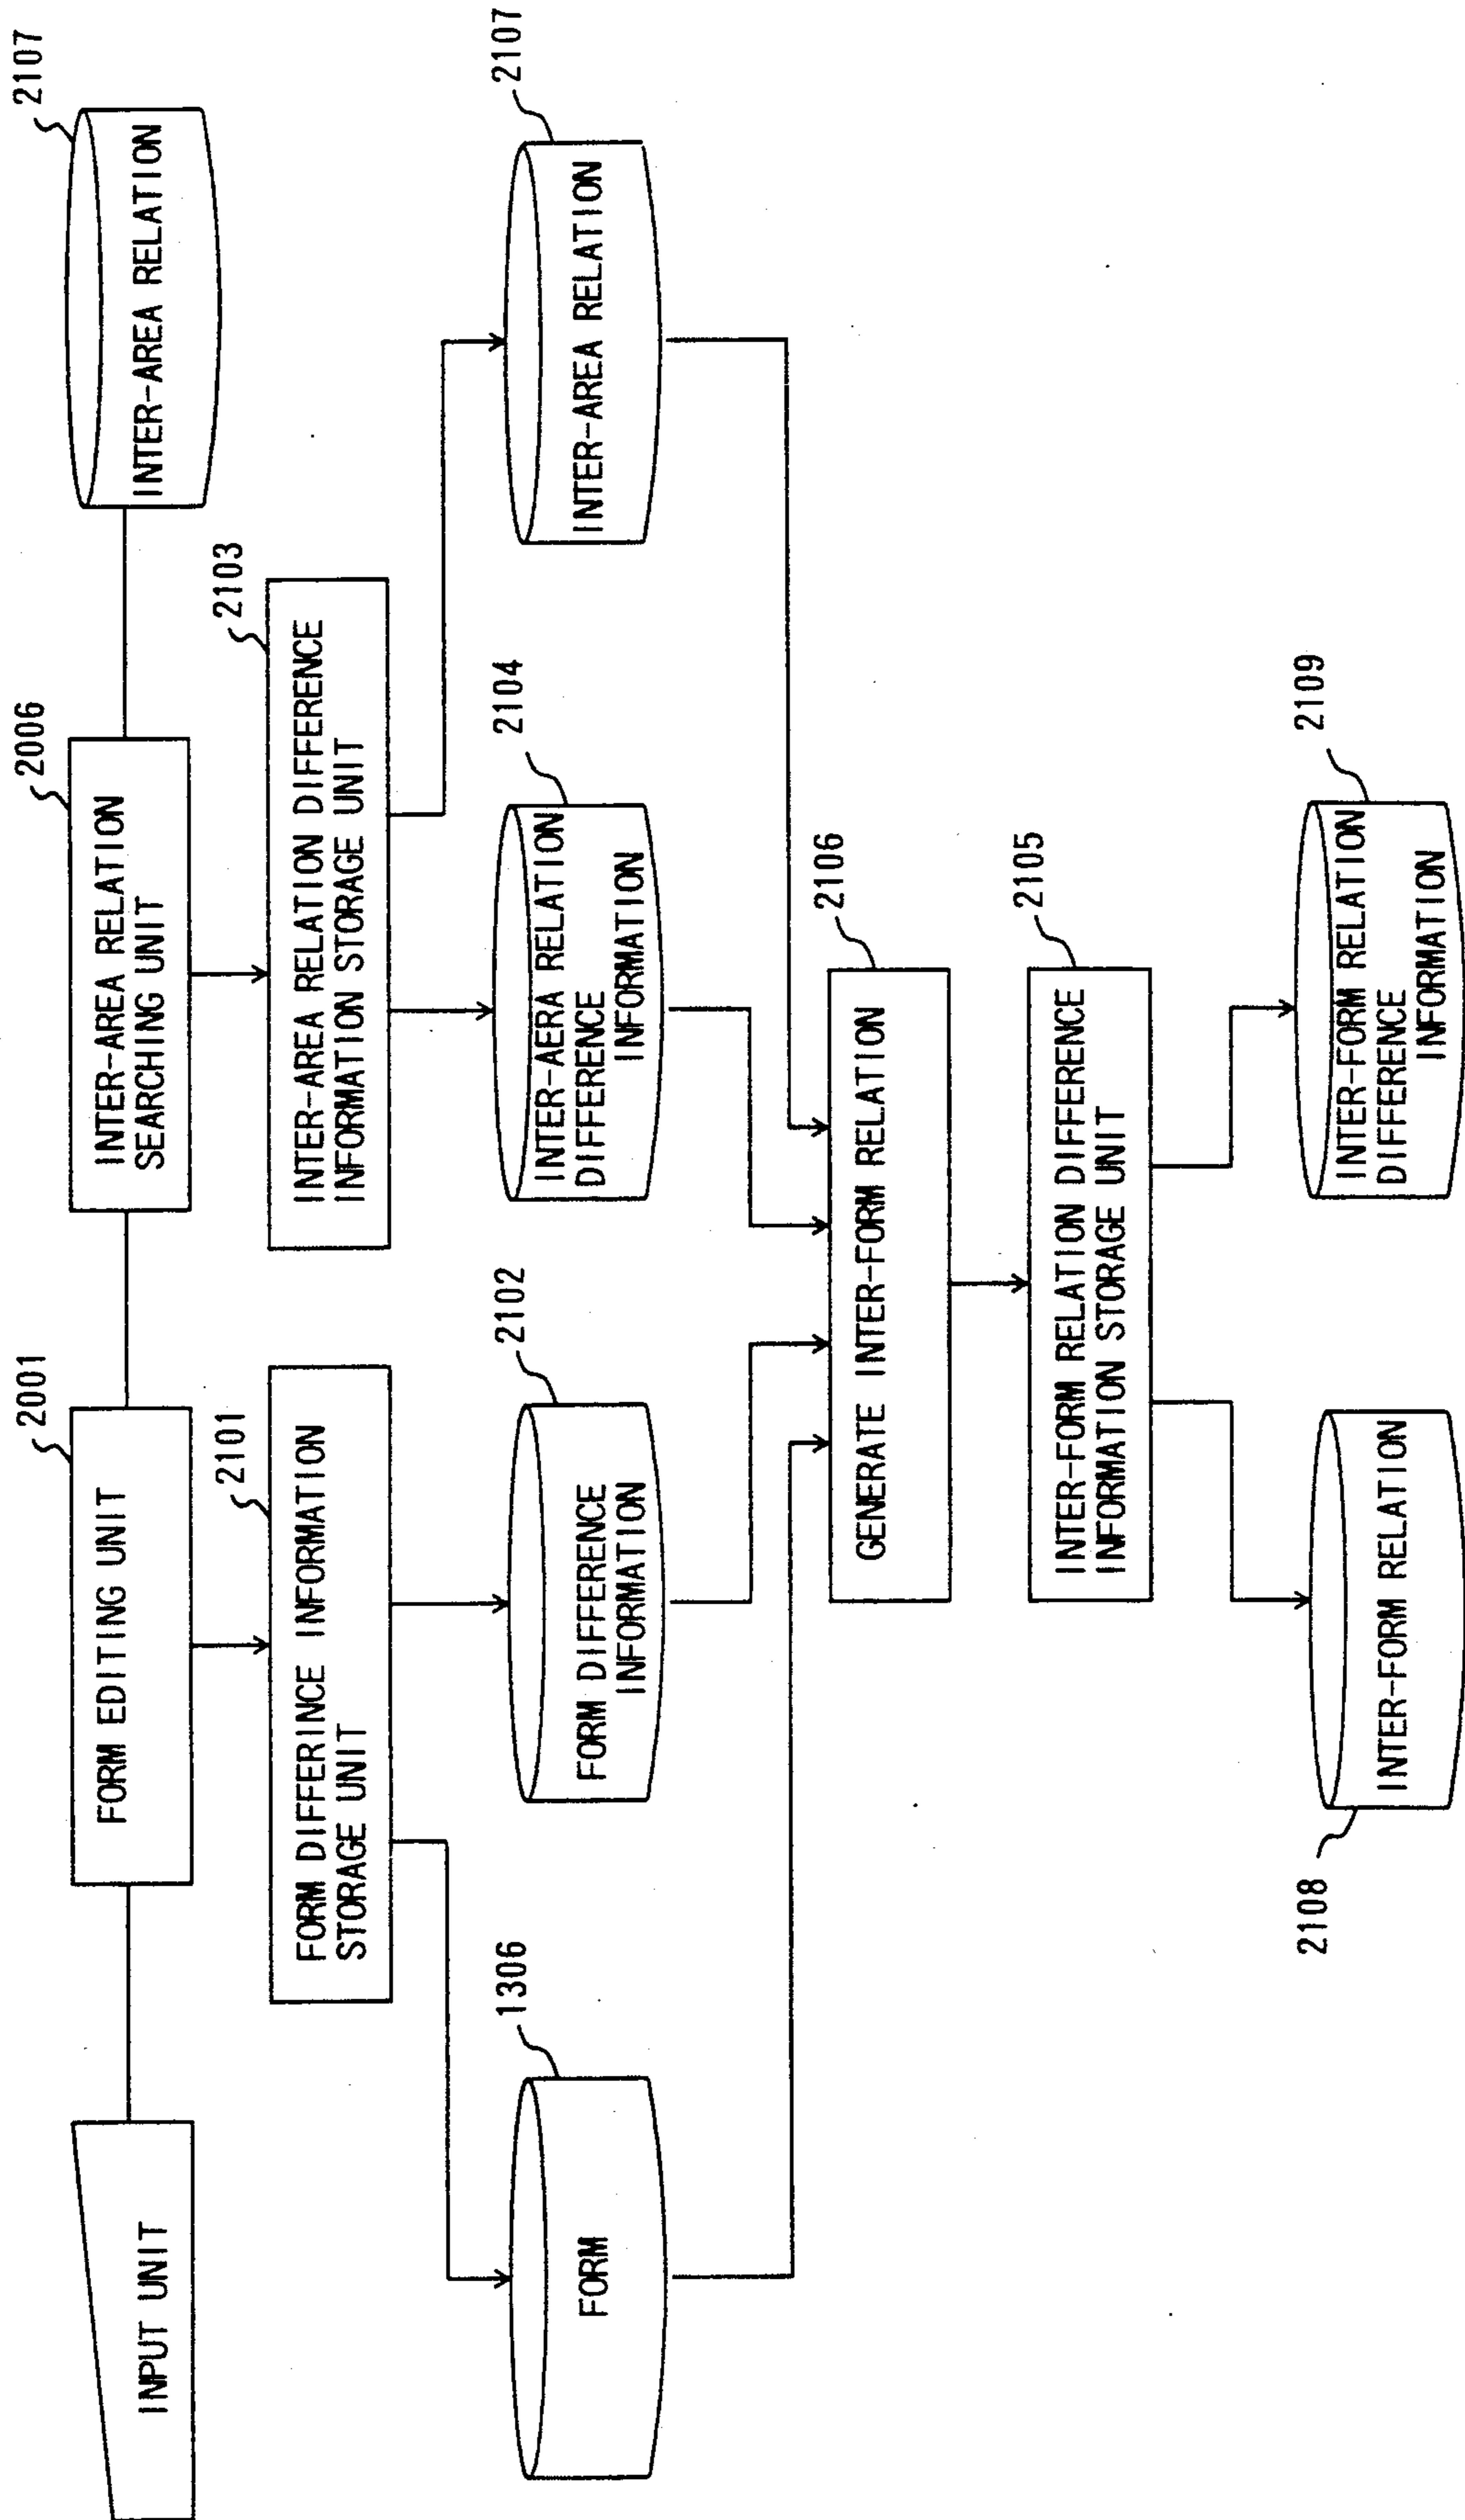 INPUT UNIT
2001
FORM EDITING UNIT
2006
INTER-AREA RELATION
SEARCHING UNIT
2107
INTER-AREA RELATION
2101
FORM DIFFERINCE INFORMATION
STORAGE UNIT
2103
INTER-AREA RELATION DIFFERENCE
INFORMATION STORAGE UNIT
1306
FORM
2102
FORM DIFFERENCE
INFORMATION
2104
INTER-AERA RELATION
DIFFERENCE
INFORMATION
2107
INTER-AREA RELATION
2106
GENERATE INTER-FORM RELATION
2105
INTER-FORM RELATION DIFFERENCE
INFORMATION STORAGE UNIT
2108
INTER-FORM RELATION
2109
INTER-FORM RELATION
DIFFERENCE
INFORMATION